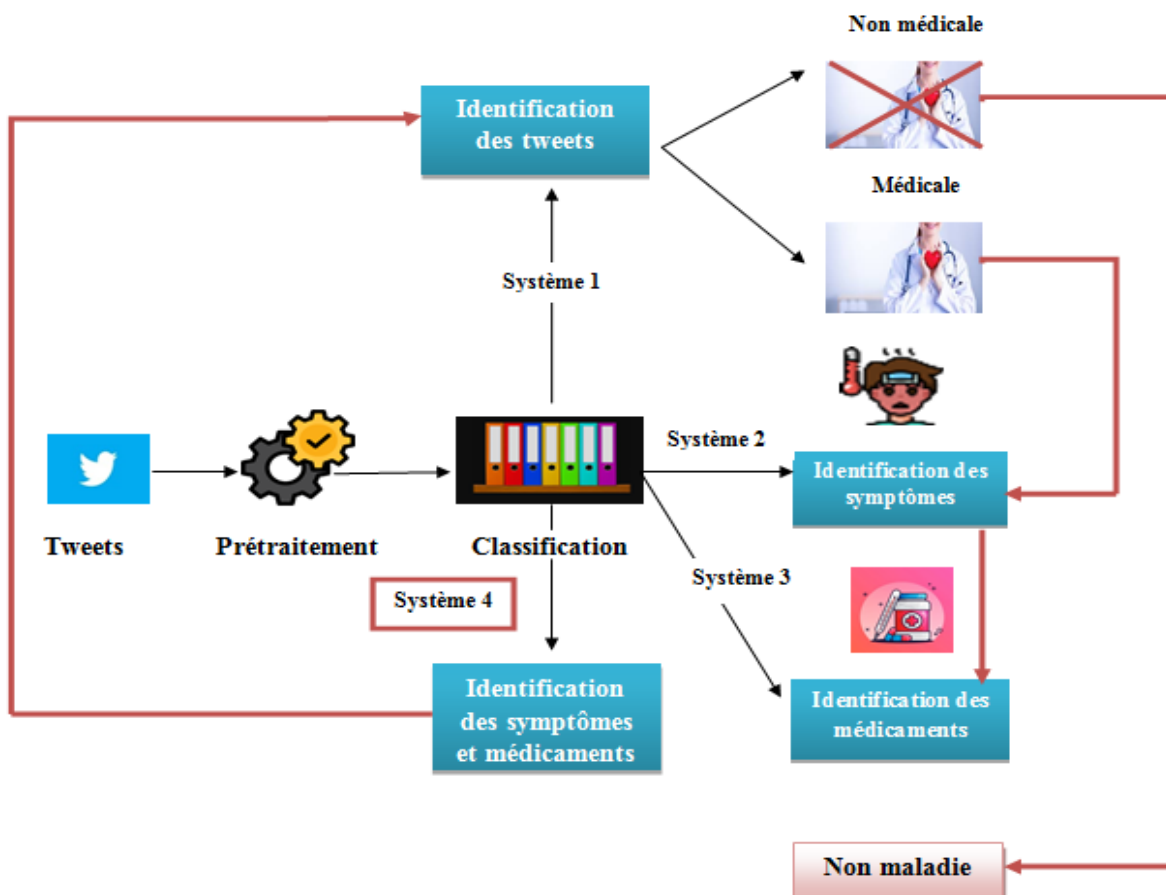 Non médicale
Identification
des tweets
Médicale
Système 1
Système 2
Identification des
symptômes
Tweets
Prétraitement
Classification
Système 3
Système 4
Identification
des symptômes
et médicaments
Identification des
médicaments
Non maladie